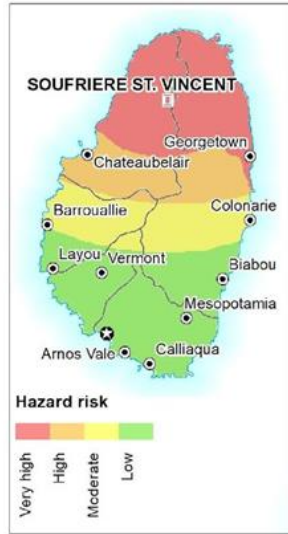 SOUFRIERE ST. VINCENT
Georgetown
Chateaubelair
Barrouallie
Colonarie
Layou
Vermont
Biabou
Mesopotamia
Arnos Vale
Calliaqua
Hazard risk
Very high
High
Moderate
Low